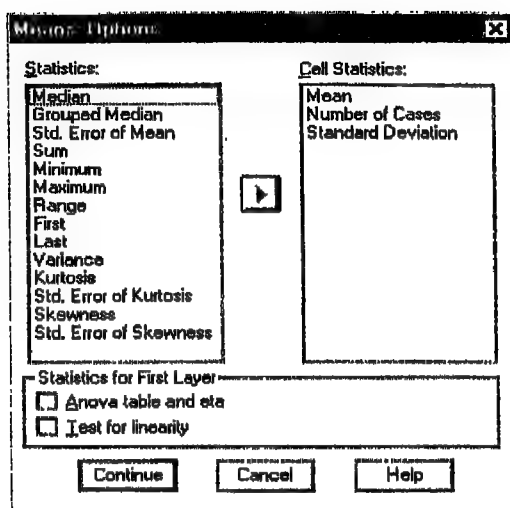 Means: Options
Statistics:
Median
Grouped Median
Std. Error of Mean
Sum
Minimum
Maximum
Range
First
Last
Variance
Kurtosis
Std. Error of Kurtosis
Skewness
Std. Error of Skewness
Cell Statistics:
Mean
Number of Cases
Standard Deviation
Statistics for First Layer
Anova table and eta
Test for linearity
Continue
Cancel
Help